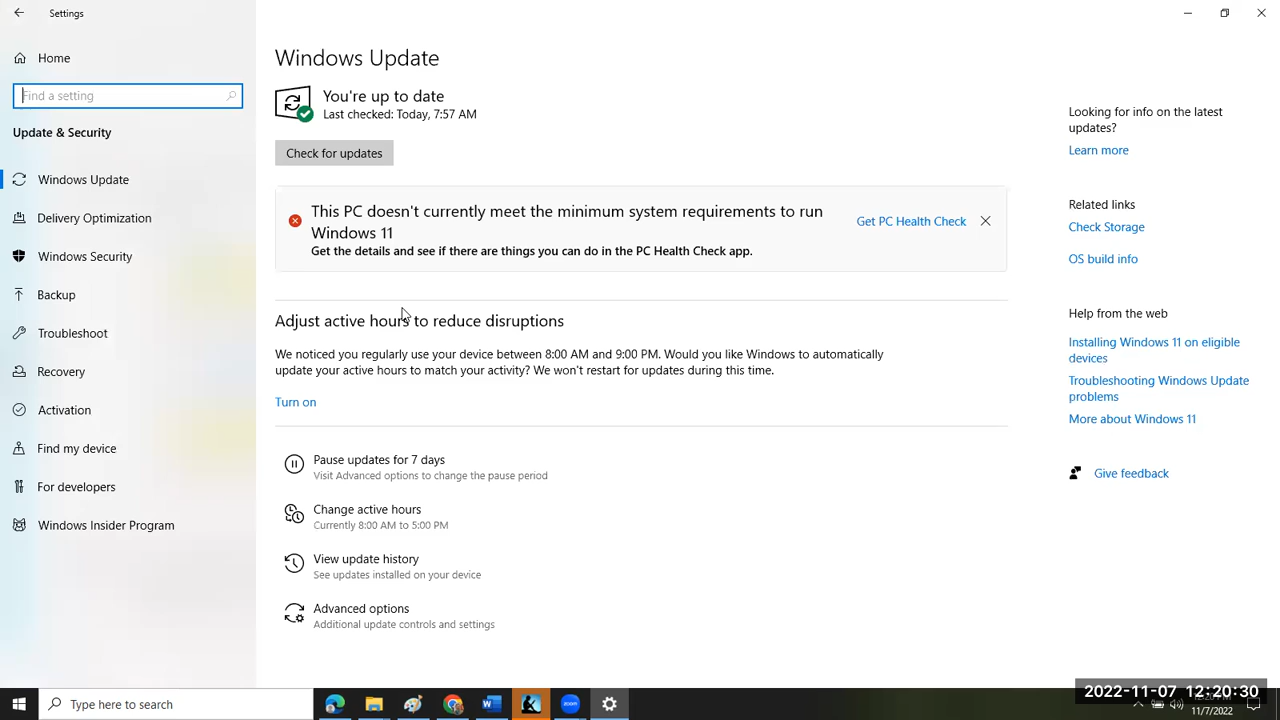 Settings
Home
Find a setting
Update & Security
Windows Update
Delivery Optimization
Windows Security
Backup
Troubleshoot
Recovery
Activation
Find my device
For developers
Windows Insider Program
Windows Update
You're up to date
Last checked: Today, 7:57 AM
Check for updates
This PC doesn't currently meet the minimum system requirements to run
Windows 11
Get the details and see if there are things you can do in the PC Health Check app.
Get PC Health Check
Adjust active hours to reduce disruptions
We noticed you regularly use your device between 8:00 AM and 9:00 PM. Would you like Windows to automatically
update your active hours to match your activity? We won't restart for updates during this time.
Turn on
Pause updates for 7 days
Visit Advanced options to change the pause period
Change active hours
Currently 8:00 AM to 5:00 PM
View update history
See updates installed on your device
Advanced options
Additional update controls and settings
Looking for info on the latest
updates?
Learn more
Related links
Check Storage
OS build info
Help from the web
Installing Windows 11 on eligible
devices
Troubleshooting Windows Update
problems
More about Windows 11
Give feedback
Type here to search
2022-11-07 12:20:30
11/7/2022